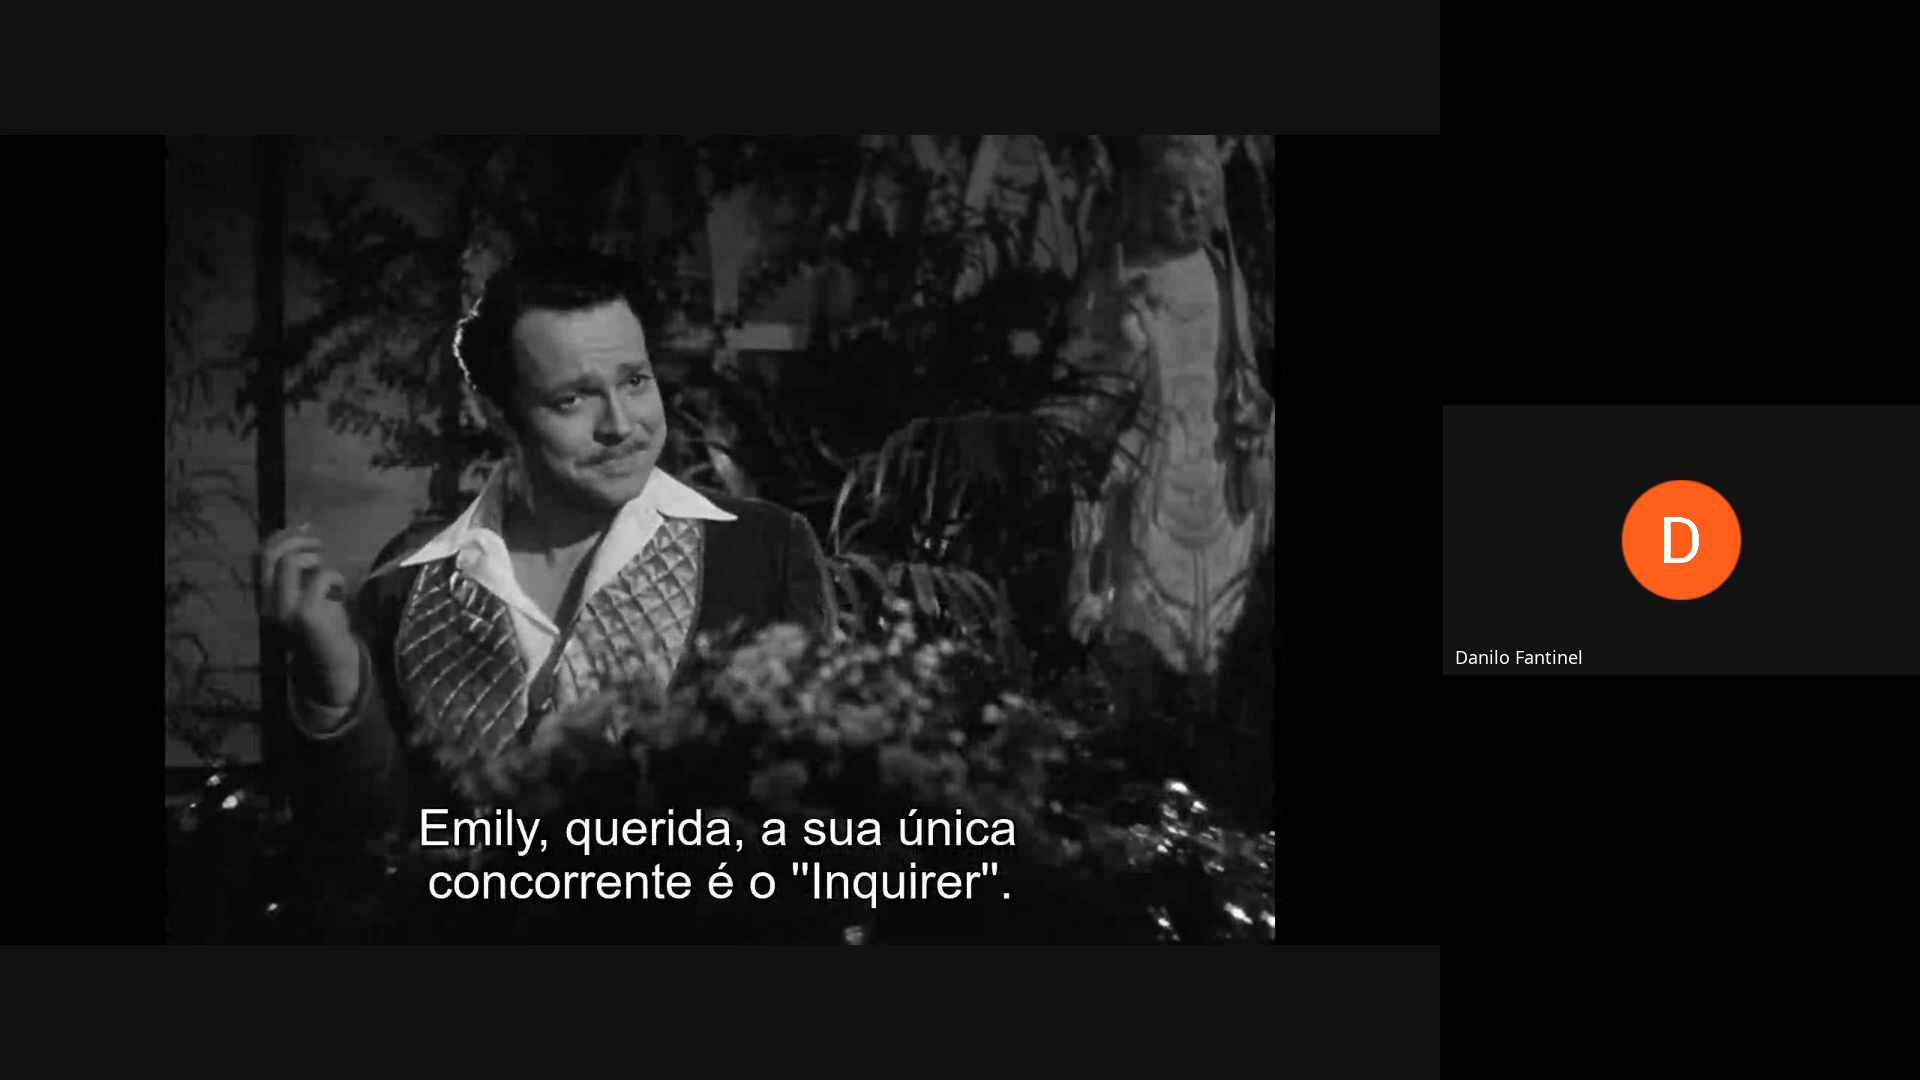 Emily, querida, a sua única
concorrente é o "Inquirer".
D
Danilo Fantinel